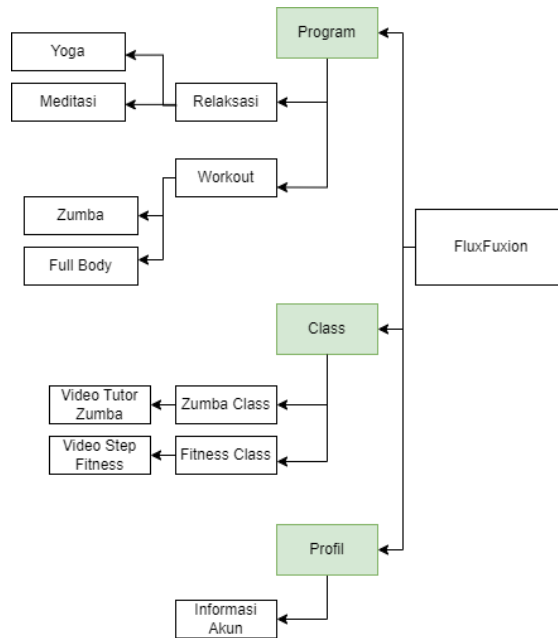 Program
Yoga
Meditasi
Relaksasi
Workout
Zumba
Full Body
FluxFuxion
Class
Video Tutor
Zumba
Zumba Class
Video Step
Fitness
Fitness Class
Profil
Informasi
Akun